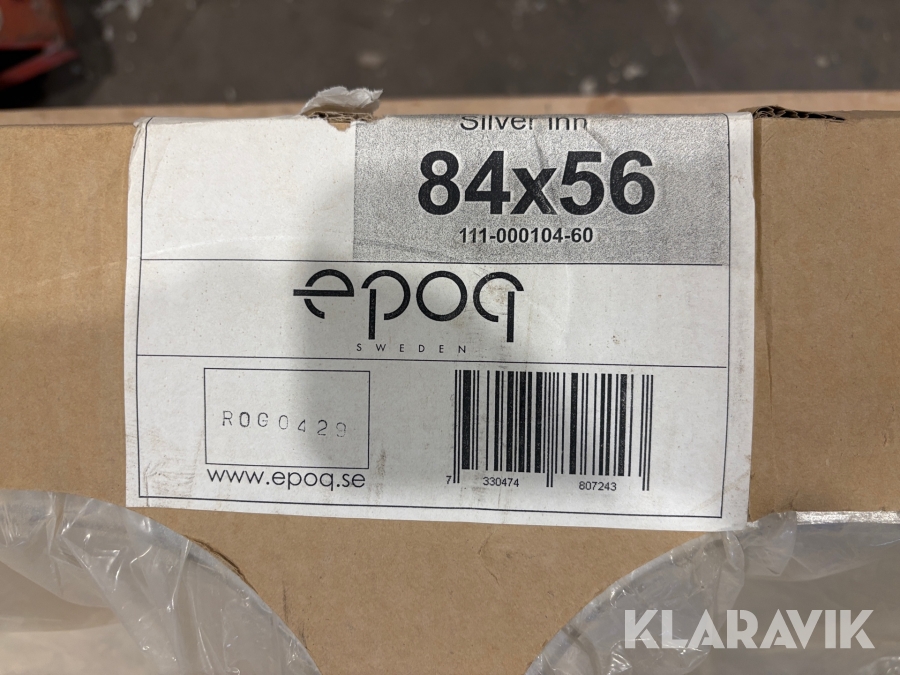 Silver Inn
84x56
111-000104-60
epoq
SWEDEN
ROG0429
www.epoq.se
7 330474 807243
KLARAVIK